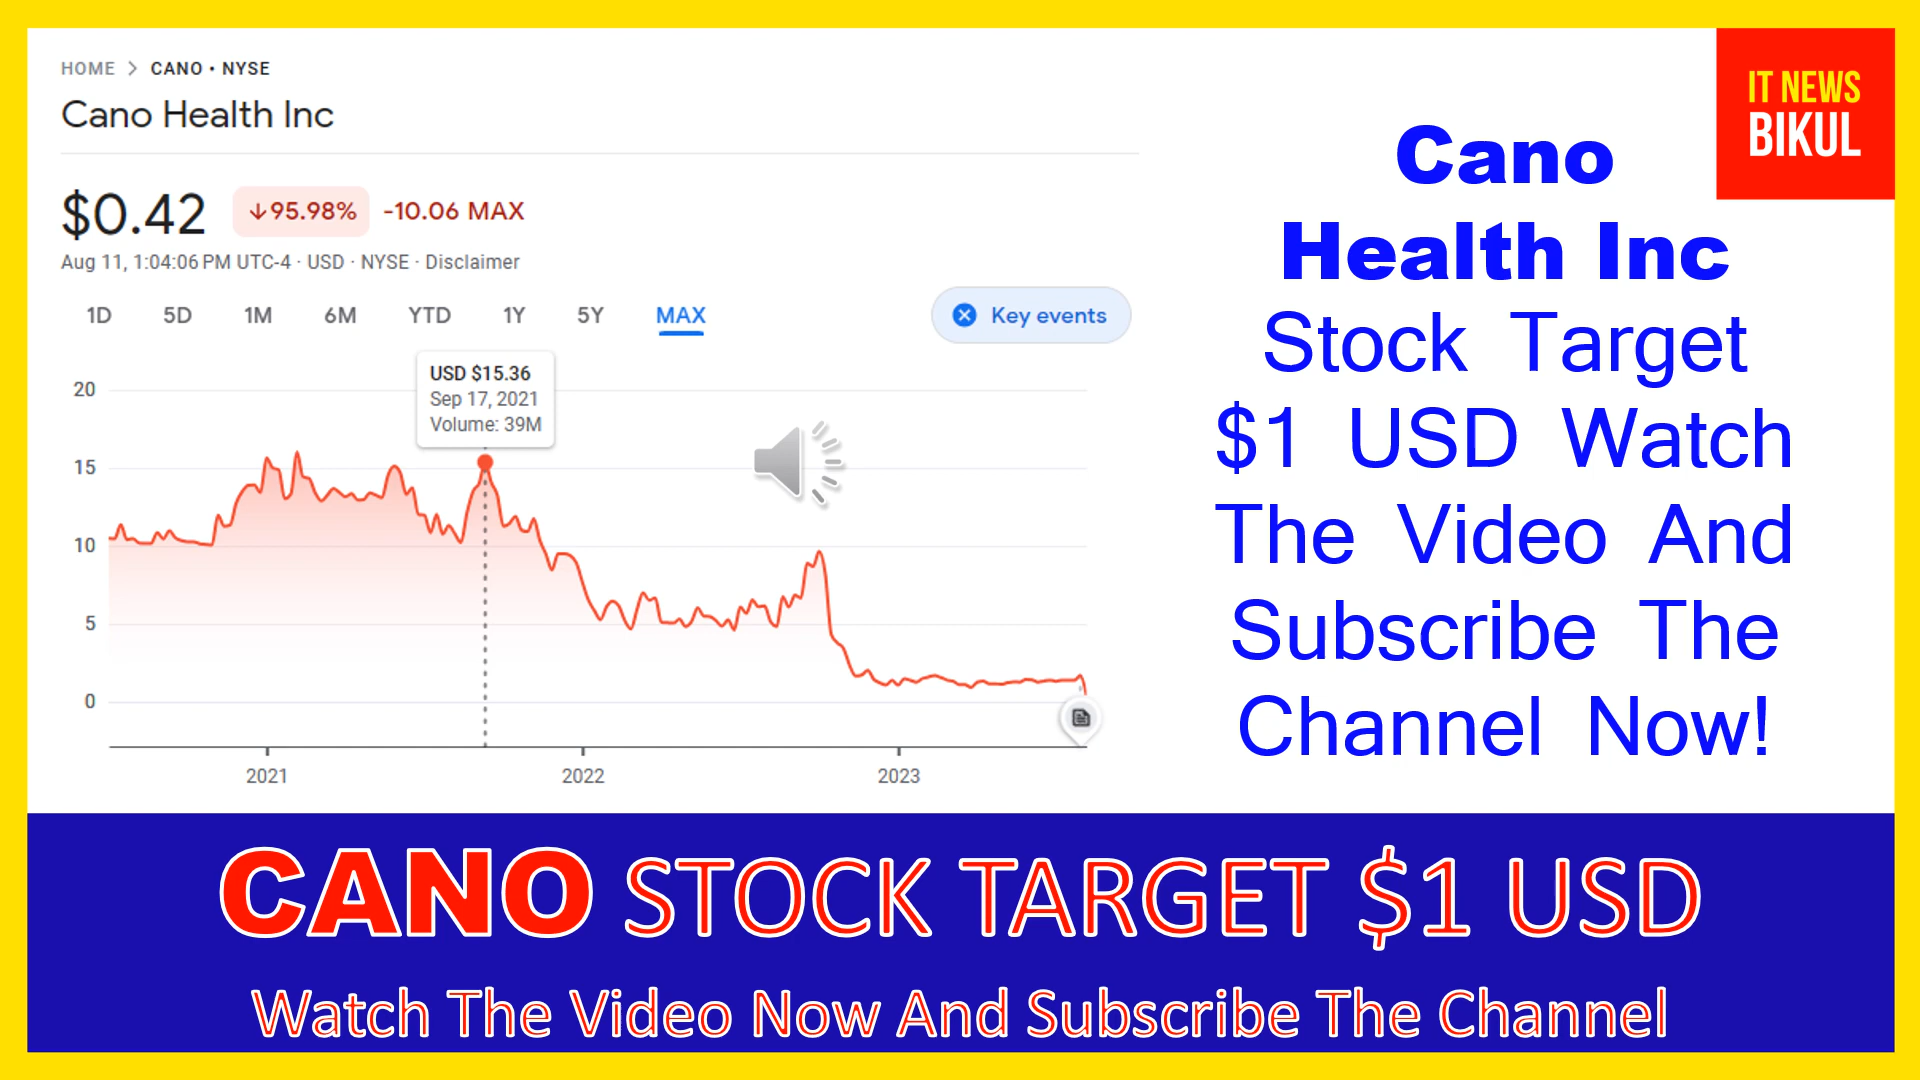 HOME > CANO • NYSE
Cano Health Inc
$0.42 ↓95.98% -10.06 MAX
Aug 11, 1:04:06 PM UTC-4 · USD · NYSE · Disclaimer
1D 5D 1M 6M YTD 1Y 5Y MAX Key events
USD $15.36
Sep 17, 2021
Volume: 39M
20
15
10
5
0
2021 2022 2023
IT NEWS
BIKUL
Cano
Health Inc
Stock Target
$1 USD Watch
The Video And
Subscribe The
Channel Now!
CANO STOCK TARGET $1 USD
Watch The Video Now And Subscribe The Channel